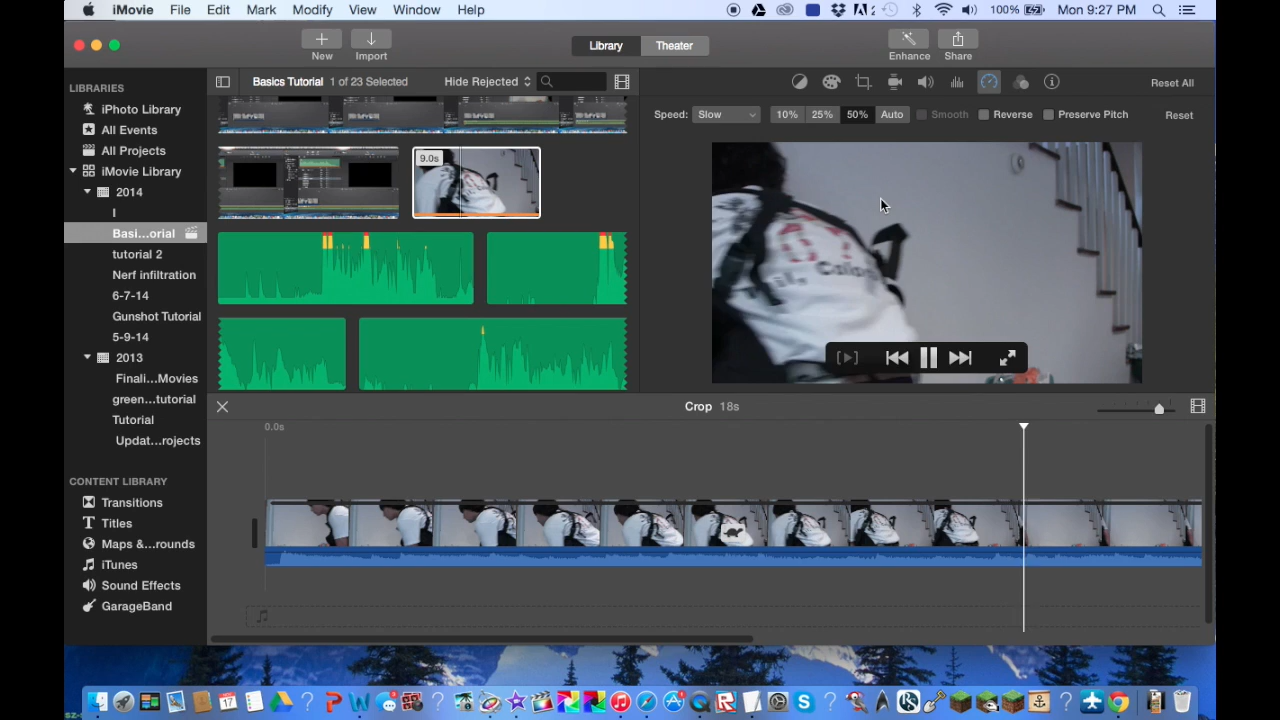 iMovie File Edit Mark Modify View Window Help 2 100% Mon 9:27 PM
Library Theater
New Import Enhance Share
LIBRARIES
iPhoto Library
All Events
All Projects
iMovie Library
2014
I
Basi...orial
tutorial 2
Nerf infiltration
6-7-14
Gunshot Tutorial
5-9-14
2013
Finali...Movies
green...tutorial
Tutorial
Updat...rojects
CONTENT LIBRARY
Transitions
Titles
Maps &...rounds
iTunes
Sound Effects
GarageBand
Basics Tutorial 1 of 23 Selected Hide Rejected
9.0s
Reset All
Speed: Slow 10% 25% 50% Auto Smooth Reverse Preserve Pitch Reset
Crop 18s
0.0s
17